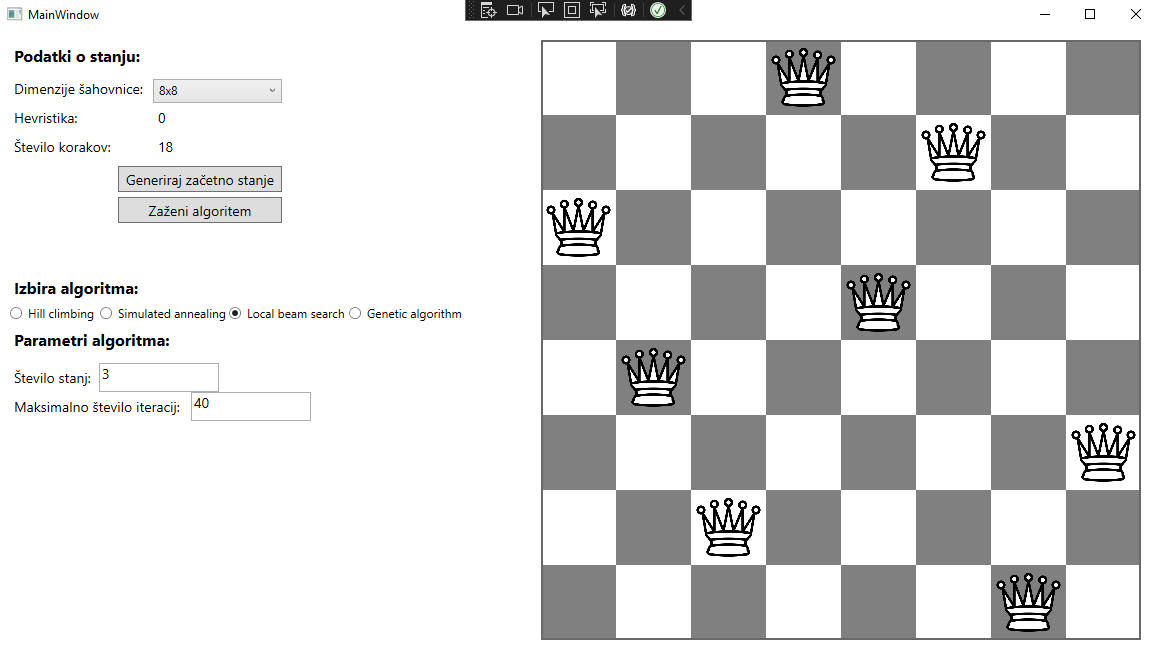 MainWindow
Podatki o stanju:
Dimenzije šahovnice: 8x8
Hevristika: 0
Število korakov: 18
Generiraj začetno stanje
Zaženi algoritem
Izbira algoritma:
Hill climbing Simulated annealing Local beam search Genetic algorithm
Parametri algoritma:
Število stanj: 3
Maksimalno število iteracij: 40